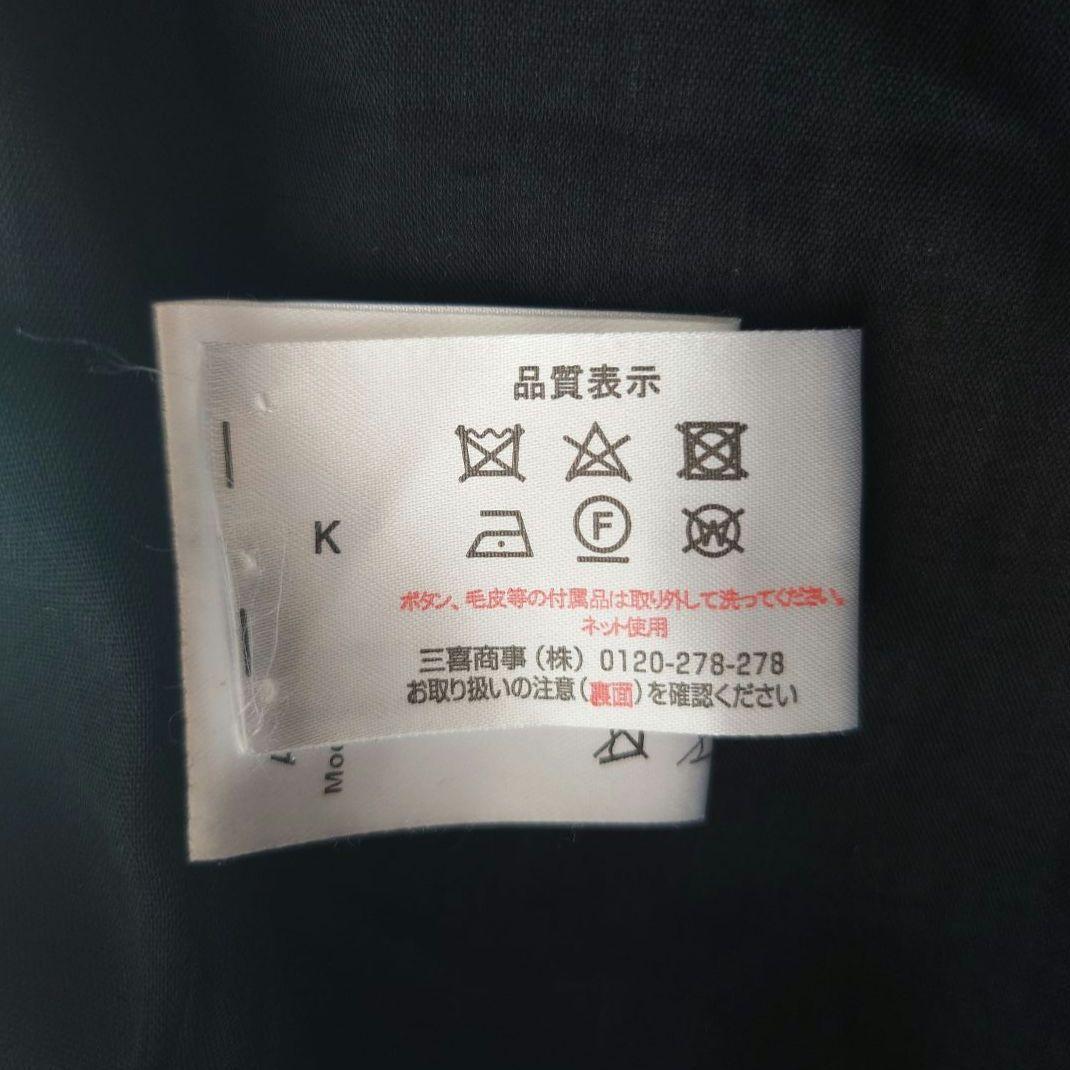 品質表示
F
W
K
ボタン、毛皮等の付属品は取り外して洗ってください。
ネット使用
三喜商事(株) 0120-278-278
お取り扱いの注意(裏面)を確認ください